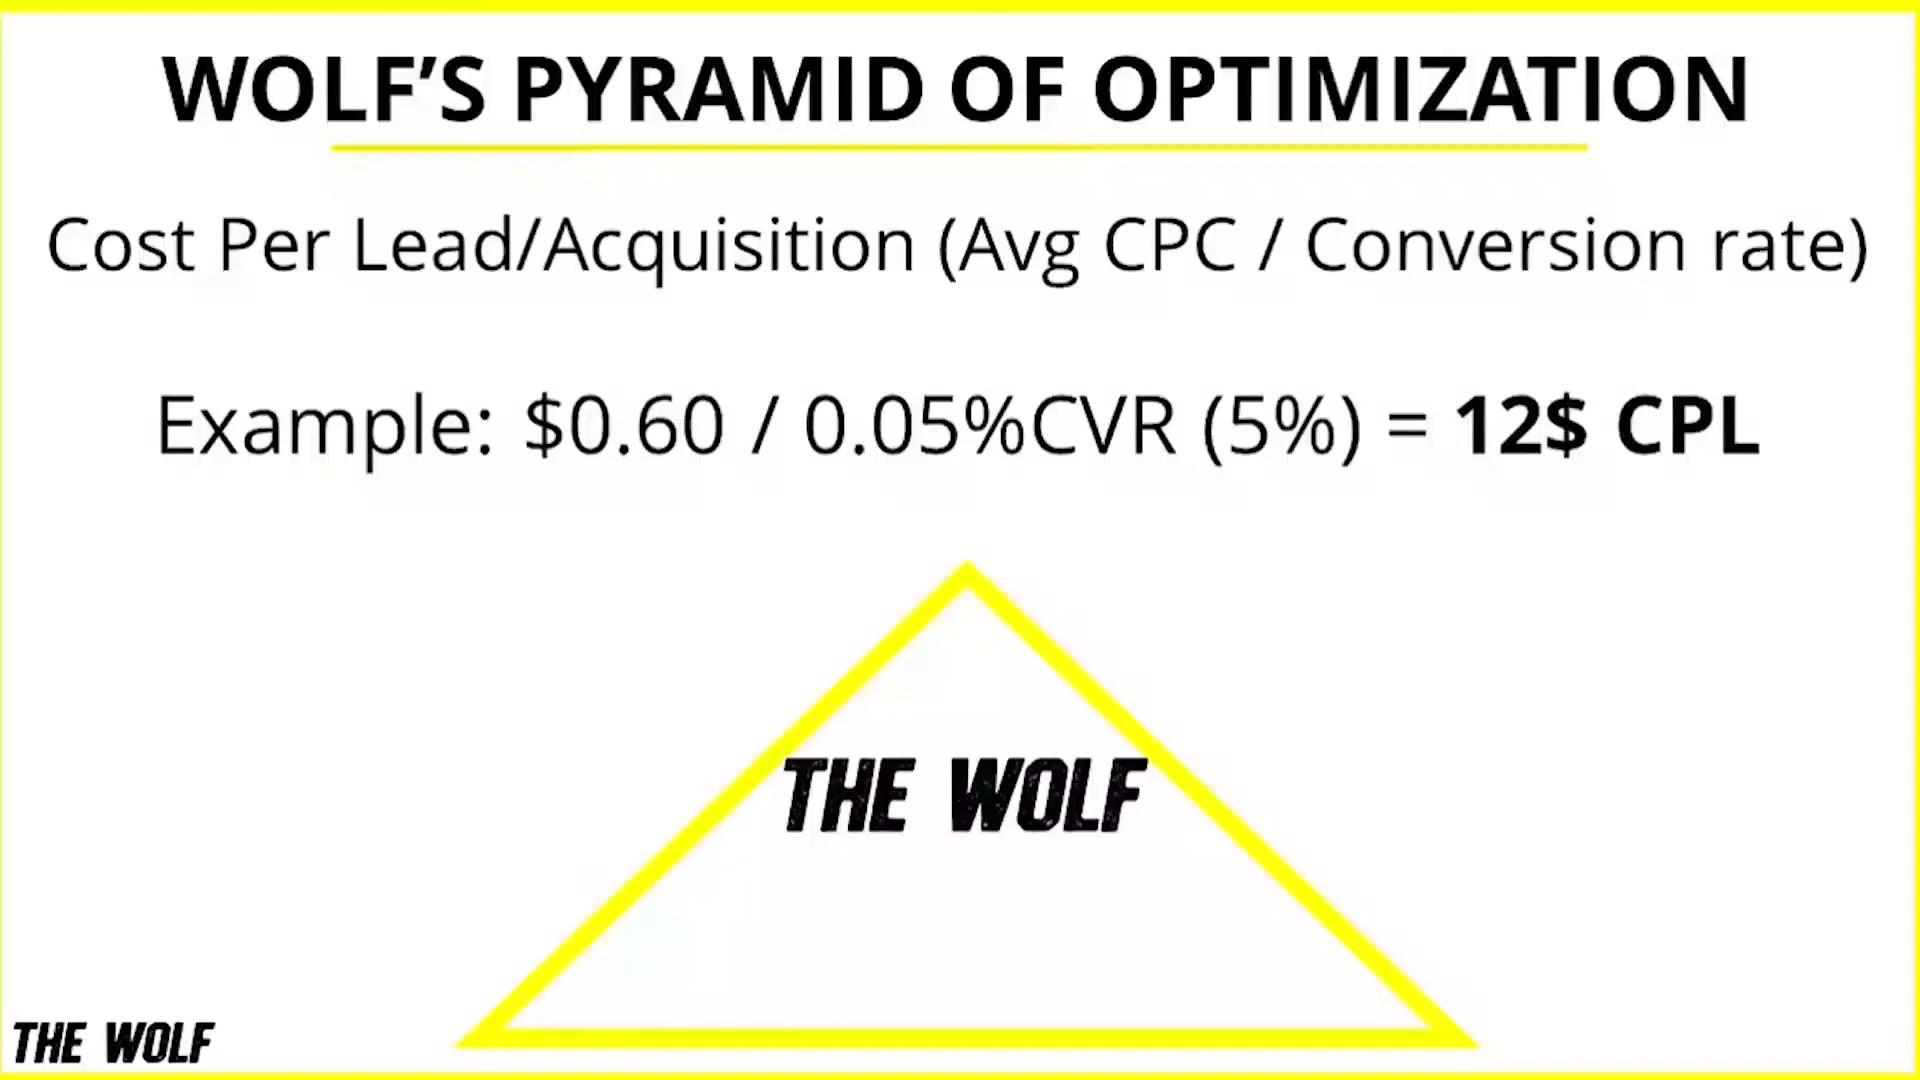 WOLF’S PYRAMID OF OPTIMIZATION
Cost Per Lead/Acquisition (Avg CPC / Conversion rate)
Example: $0.60 / 0.05%CVR (5%) = 12$ CPL
THE WOLF
THE WOLF